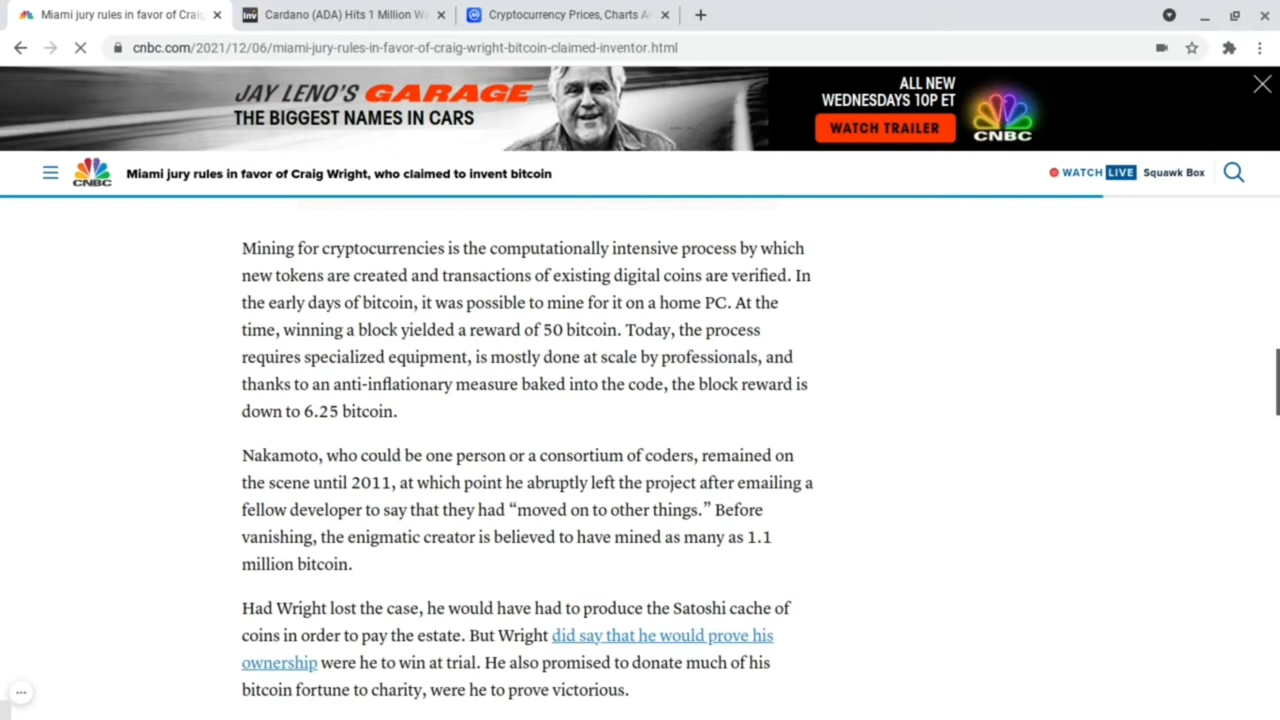 Miami jury rules in favor of Craig
Cardano (ADA) Hits 1 Million W
Cryptocurrency Prices, Charts A
cnbc.com/2021/12/06/miami-jury-rules-in-favor-of-craig-wright-bitcoin-claimed-inventor.html
JAY LENO'S GARAGE
THE BIGGEST NAMES IN CARS
ALL NEW
WEDNESDAYS 10P ET
WATCH TRAILER
CNBC
CNBC
Miami jury rules in favor of Craig Wright, who claimed to invent bitcoin
WATCH LIVE Squawk Box
Mining for cryptocurrencies is the computationally intensive process by which
new tokens are created and transactions of existing digital coins are verified. In
the early days of bitcoin, it was possible to mine for it on a home PC. At the
time, winning a block yielded a reward of 50 bitcoin. Today, the process
requires specialized equipment, is mostly done at scale by professionals, and
thanks to an anti-inflationary measure baked into the code, the block reward is
down to 6.25 bitcoin.
Nakamoto, who could be one person or a consortium of coders, remained on
the scene until 2011, at which point he abruptly left the project after emailing a
fellow developer to say that they had “moved on to other things.” Before
vanishing, the enigmatic creator is believed to have mined as many as 1.1
million bitcoin.
Had Wright lost the case, he would have had to produce the Satoshi cache of
coins in order to pay the estate. But Wright did say that he would prove his
ownership were he to win at trial. He also promised to donate much of his
bitcoin fortune to charity, were he to prove victorious.